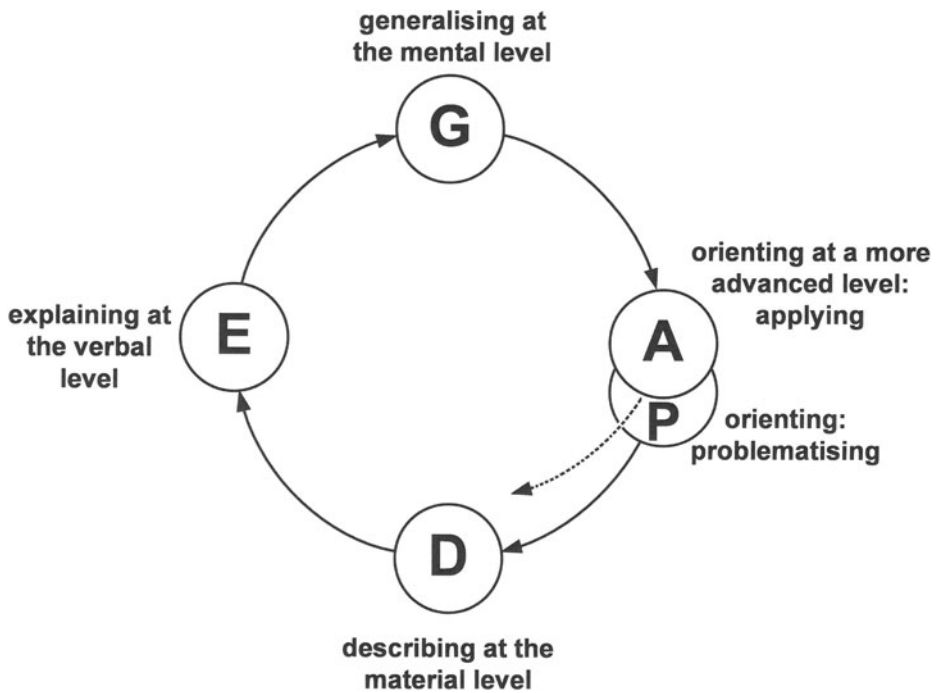 generalising at
the mental level
G
orienting at a more
advanced level:
applying
A
explaining at
the verbal
level
E
P
orienting:
problematising
D
describing at the
material level